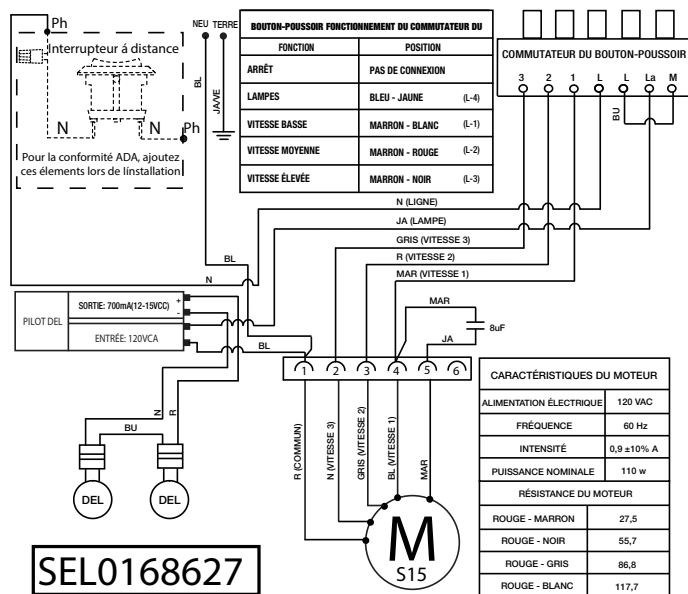 Ph
Interrupteur á distance
N
N
Ph
Pour la conformité ADA, ajoutez
ces élements lors de línstallation
NEU
TERRE
BL
JA/VE
BOUTON-POUSSOIR FONCTIONNEMENT DU COMMUTATEUR DU
FONCTION
POSITION
ARRÊT
PAS DE CONNEXION
LAMPES
BLEU - JAUNE
(L-4)
VITESSE BASSE
MARRON - BLANC
(L-1)
VITESSE MOYENNE
MARRON - ROUGE
(L-2)
VITESSE ÉLEVÉE
MARRON - NOIR
(L-3)
COMMUTATEUR DU BOUTON-POUSSOIR
3
2
1
L
L
La
M
BU
N (LIGNE)
JA (LAMPE)
GRIS (VITESSE 3)
R (VITESSE 2)
MAR (VITESSE 1)
BL
N
MAR
8uF
JA
PILOT DEL
SORTIE: 700mA(12-15VCC)
+
-
ENTRÉE: 120VCA
BL
1
2
3
4
5
6
N
R
BU
DEL
DEL
R (COMMUN)
N (VITESSE 3)
GRIS (VITESSE 2)
BL (VITESSE 1)
MAR
M
S15
CARACTÉRISTIQUES DU MOTEUR
ALIMENTATION ÉLECTRIQUE
120 VAC
FRÉQUENCE
60 Hz
INTENSITÉ
0,9 ±10% A
PUISSANCE NOMINALE
110 w
RÉSISTANCE DU MOTEUR
ROUGE - MARRON
27,5
ROUGE - NOIR
55,7
ROUGE - GRIS
86,8
ROUGE - BLANC
117,7
SEL0168627